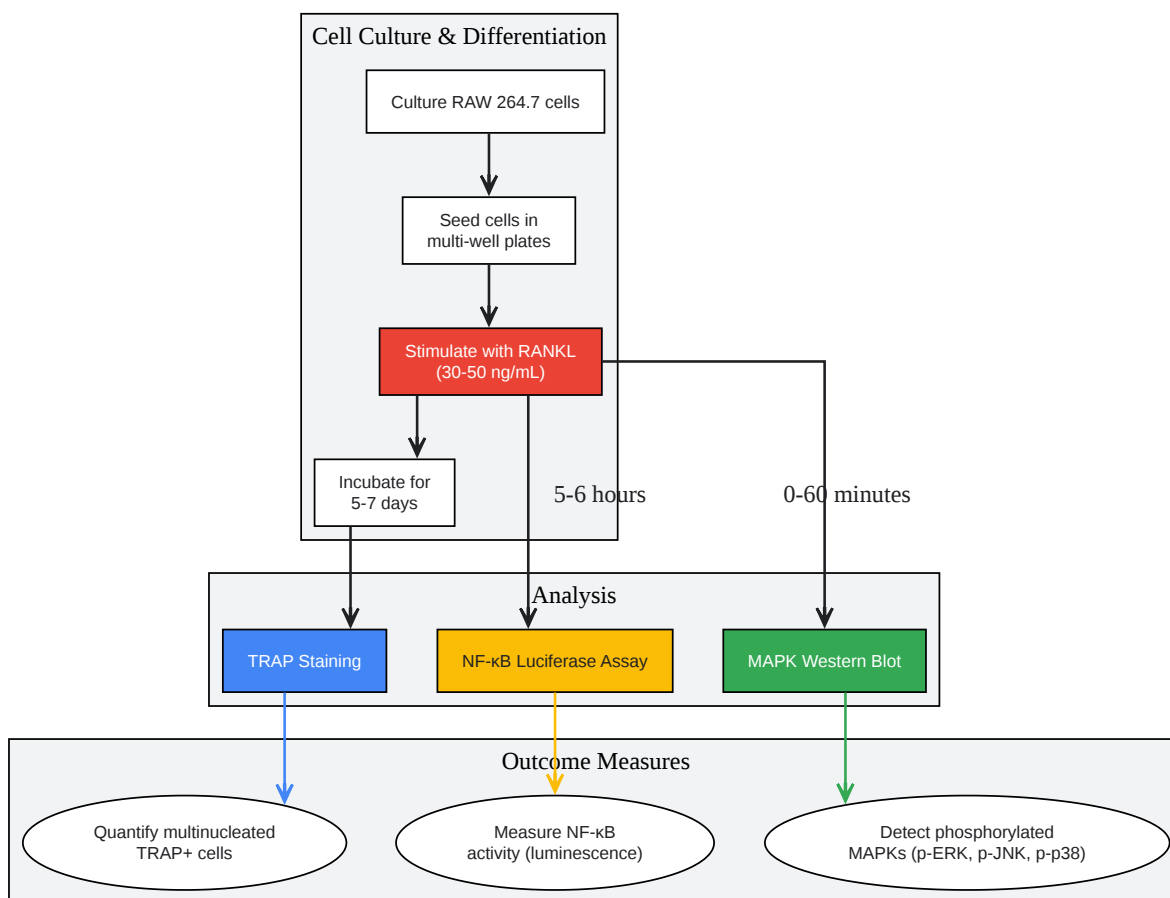 Cell Culture & Differentiation
Culture RAW 264.7 cells
Seed cells in
multi-well plates
Stimulate with RANKL
(30-50 ng/mL)
Incubate for
5-7 days
5-6 hours
0-60 minutes
Analysis
TRAP Staining
NF-κB Luciferase Assay
MAPK Western Blot
Outcome Measures
Quantify multinucleated
TRAP+ cells
Measure NF-κB
activity (luminescence)
Detect phosphorylated
MAPKs (p-ERK, p-JNK, p-p38)